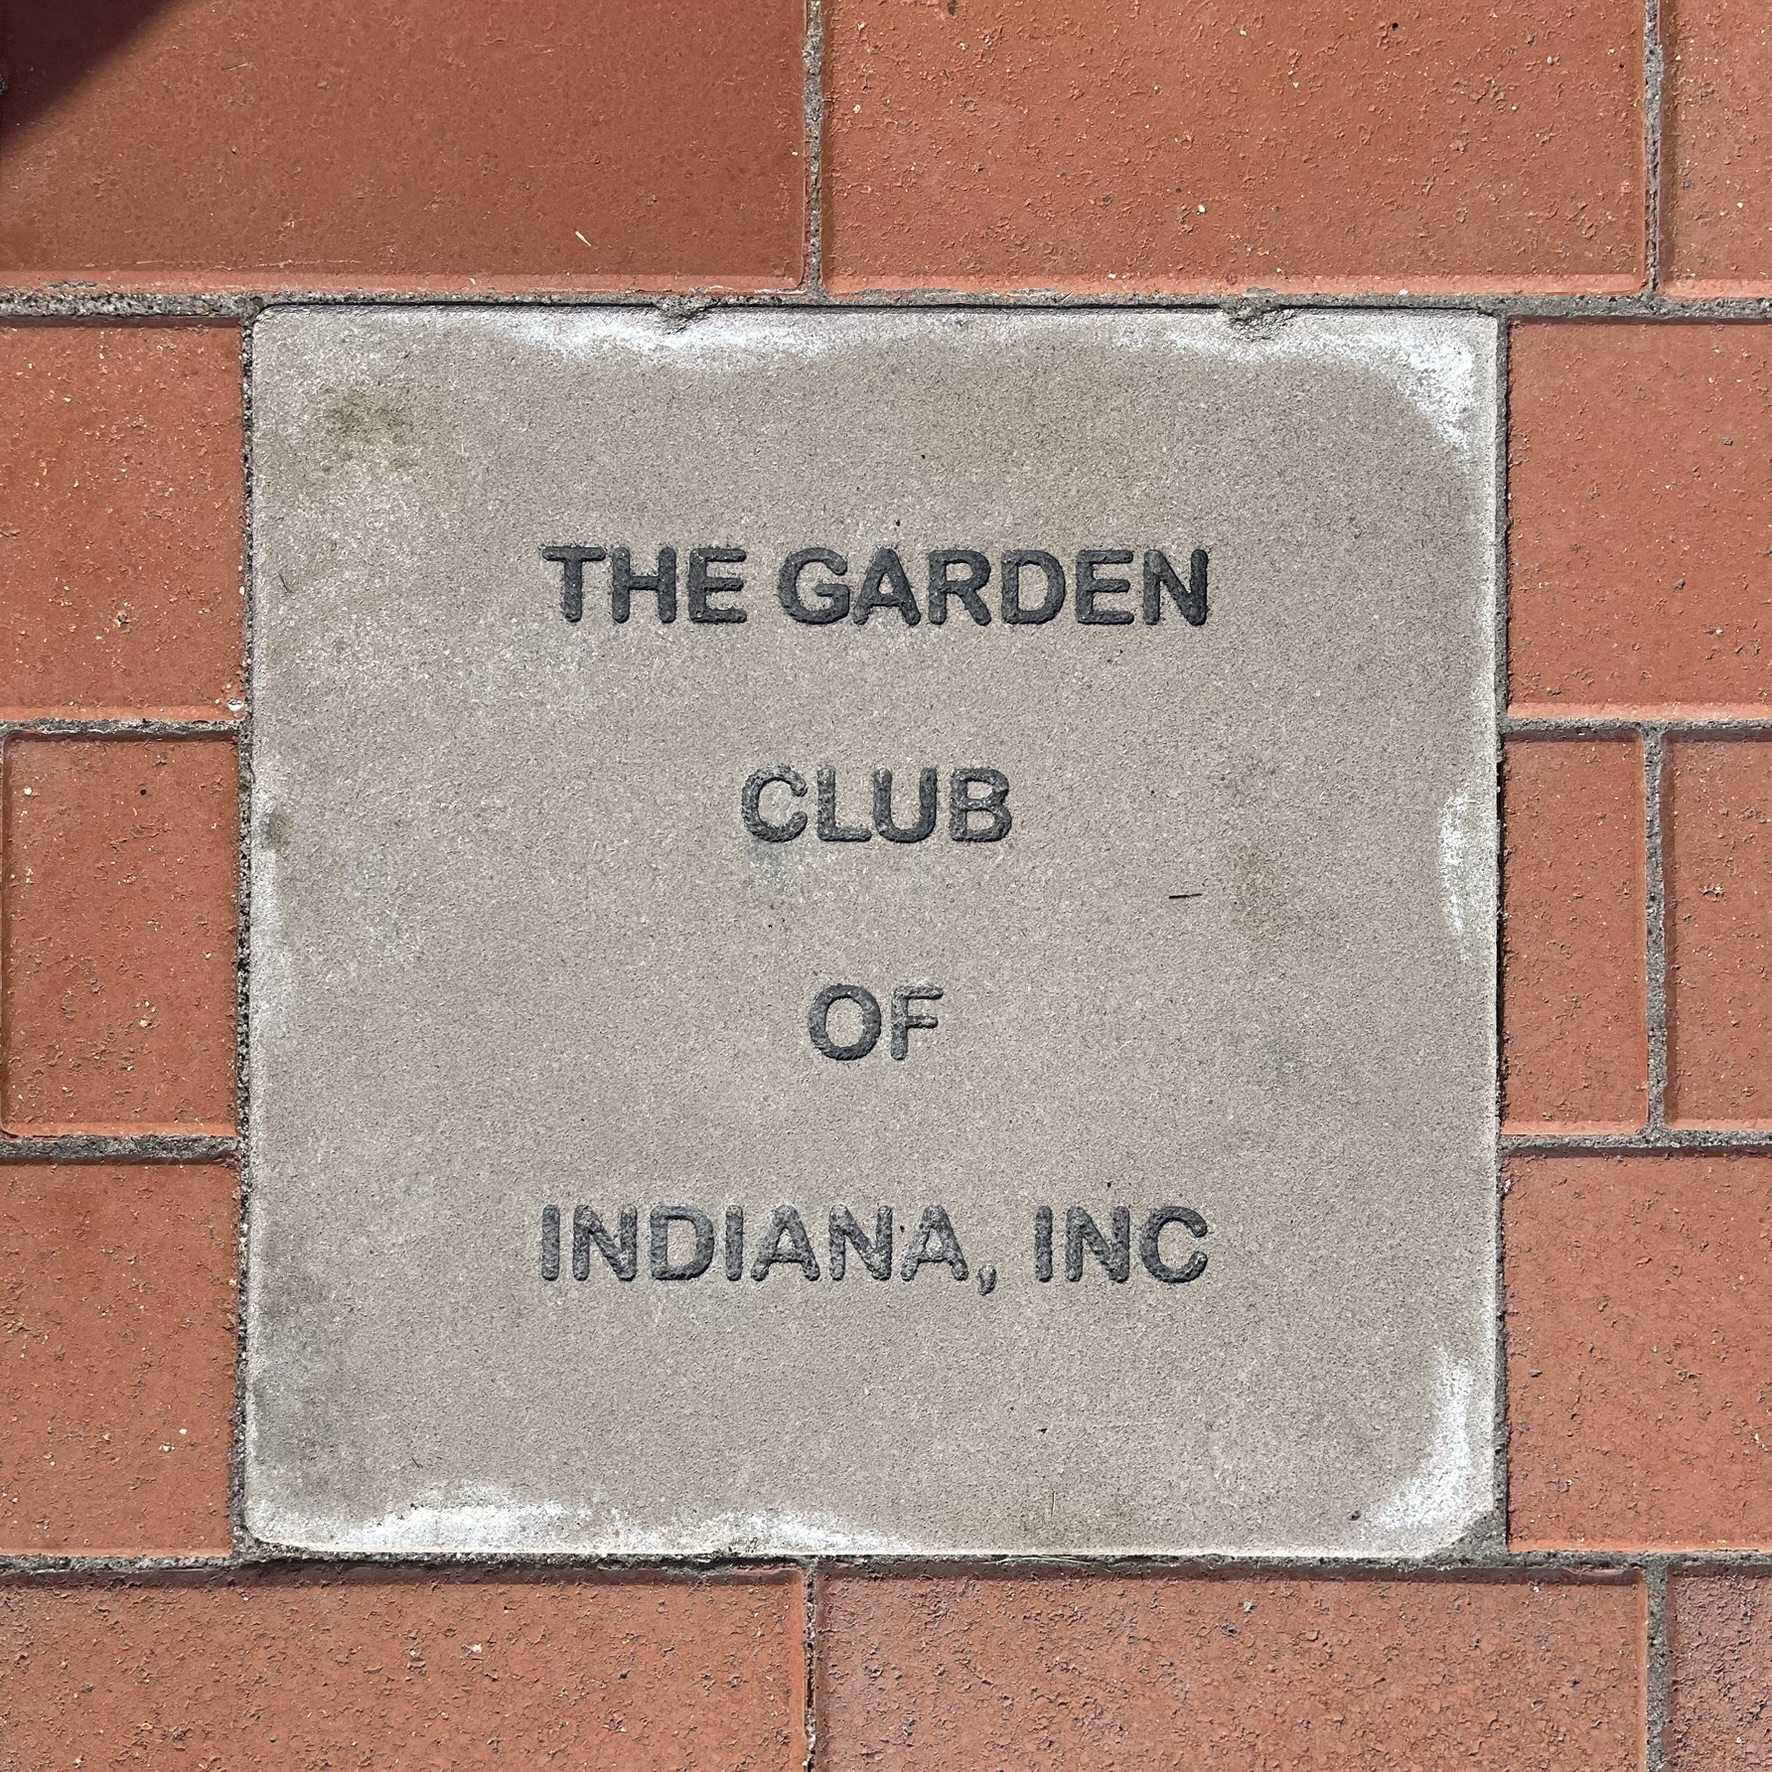 THE GARDEN
CLUB
OF
INDIANA, INC